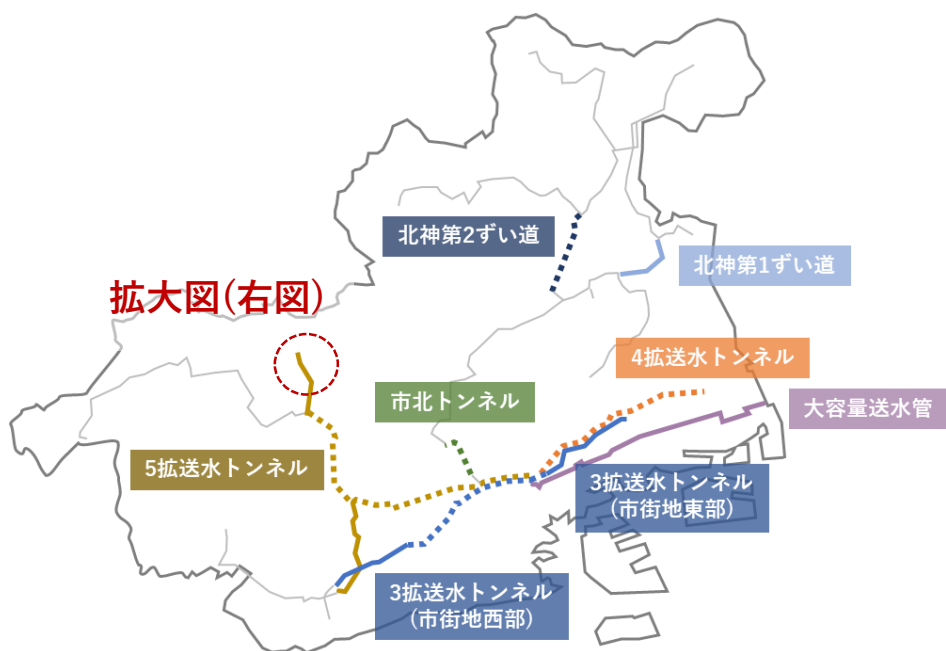 北神第2ずい道
北神第1ずい道
拡大図(右図)
4拡送水トンネル
市北トンネル
大容量送水管
5拡送水トンネル
3拡送水トンネル
(市街地東部)
3拡送水トンネル
(市街地西部)